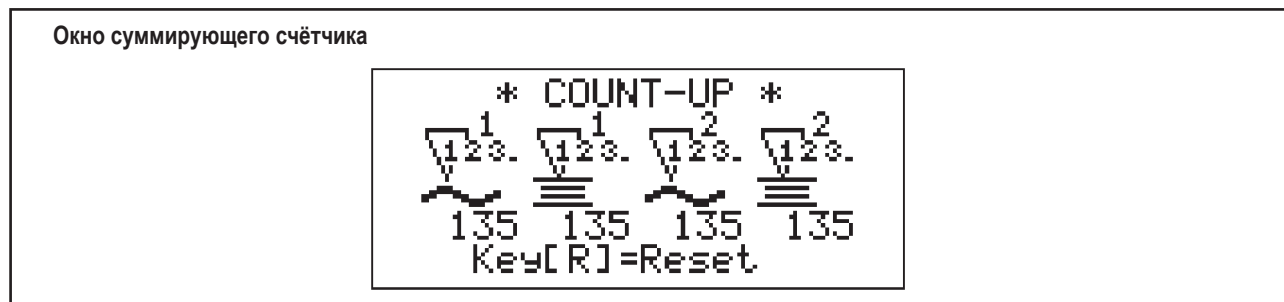 Окно суммирующего счётчика
* COUNT-UP *
1 1 2 2
123. 123. 123. 123.
135 135 135 135
Key[R]=Reset